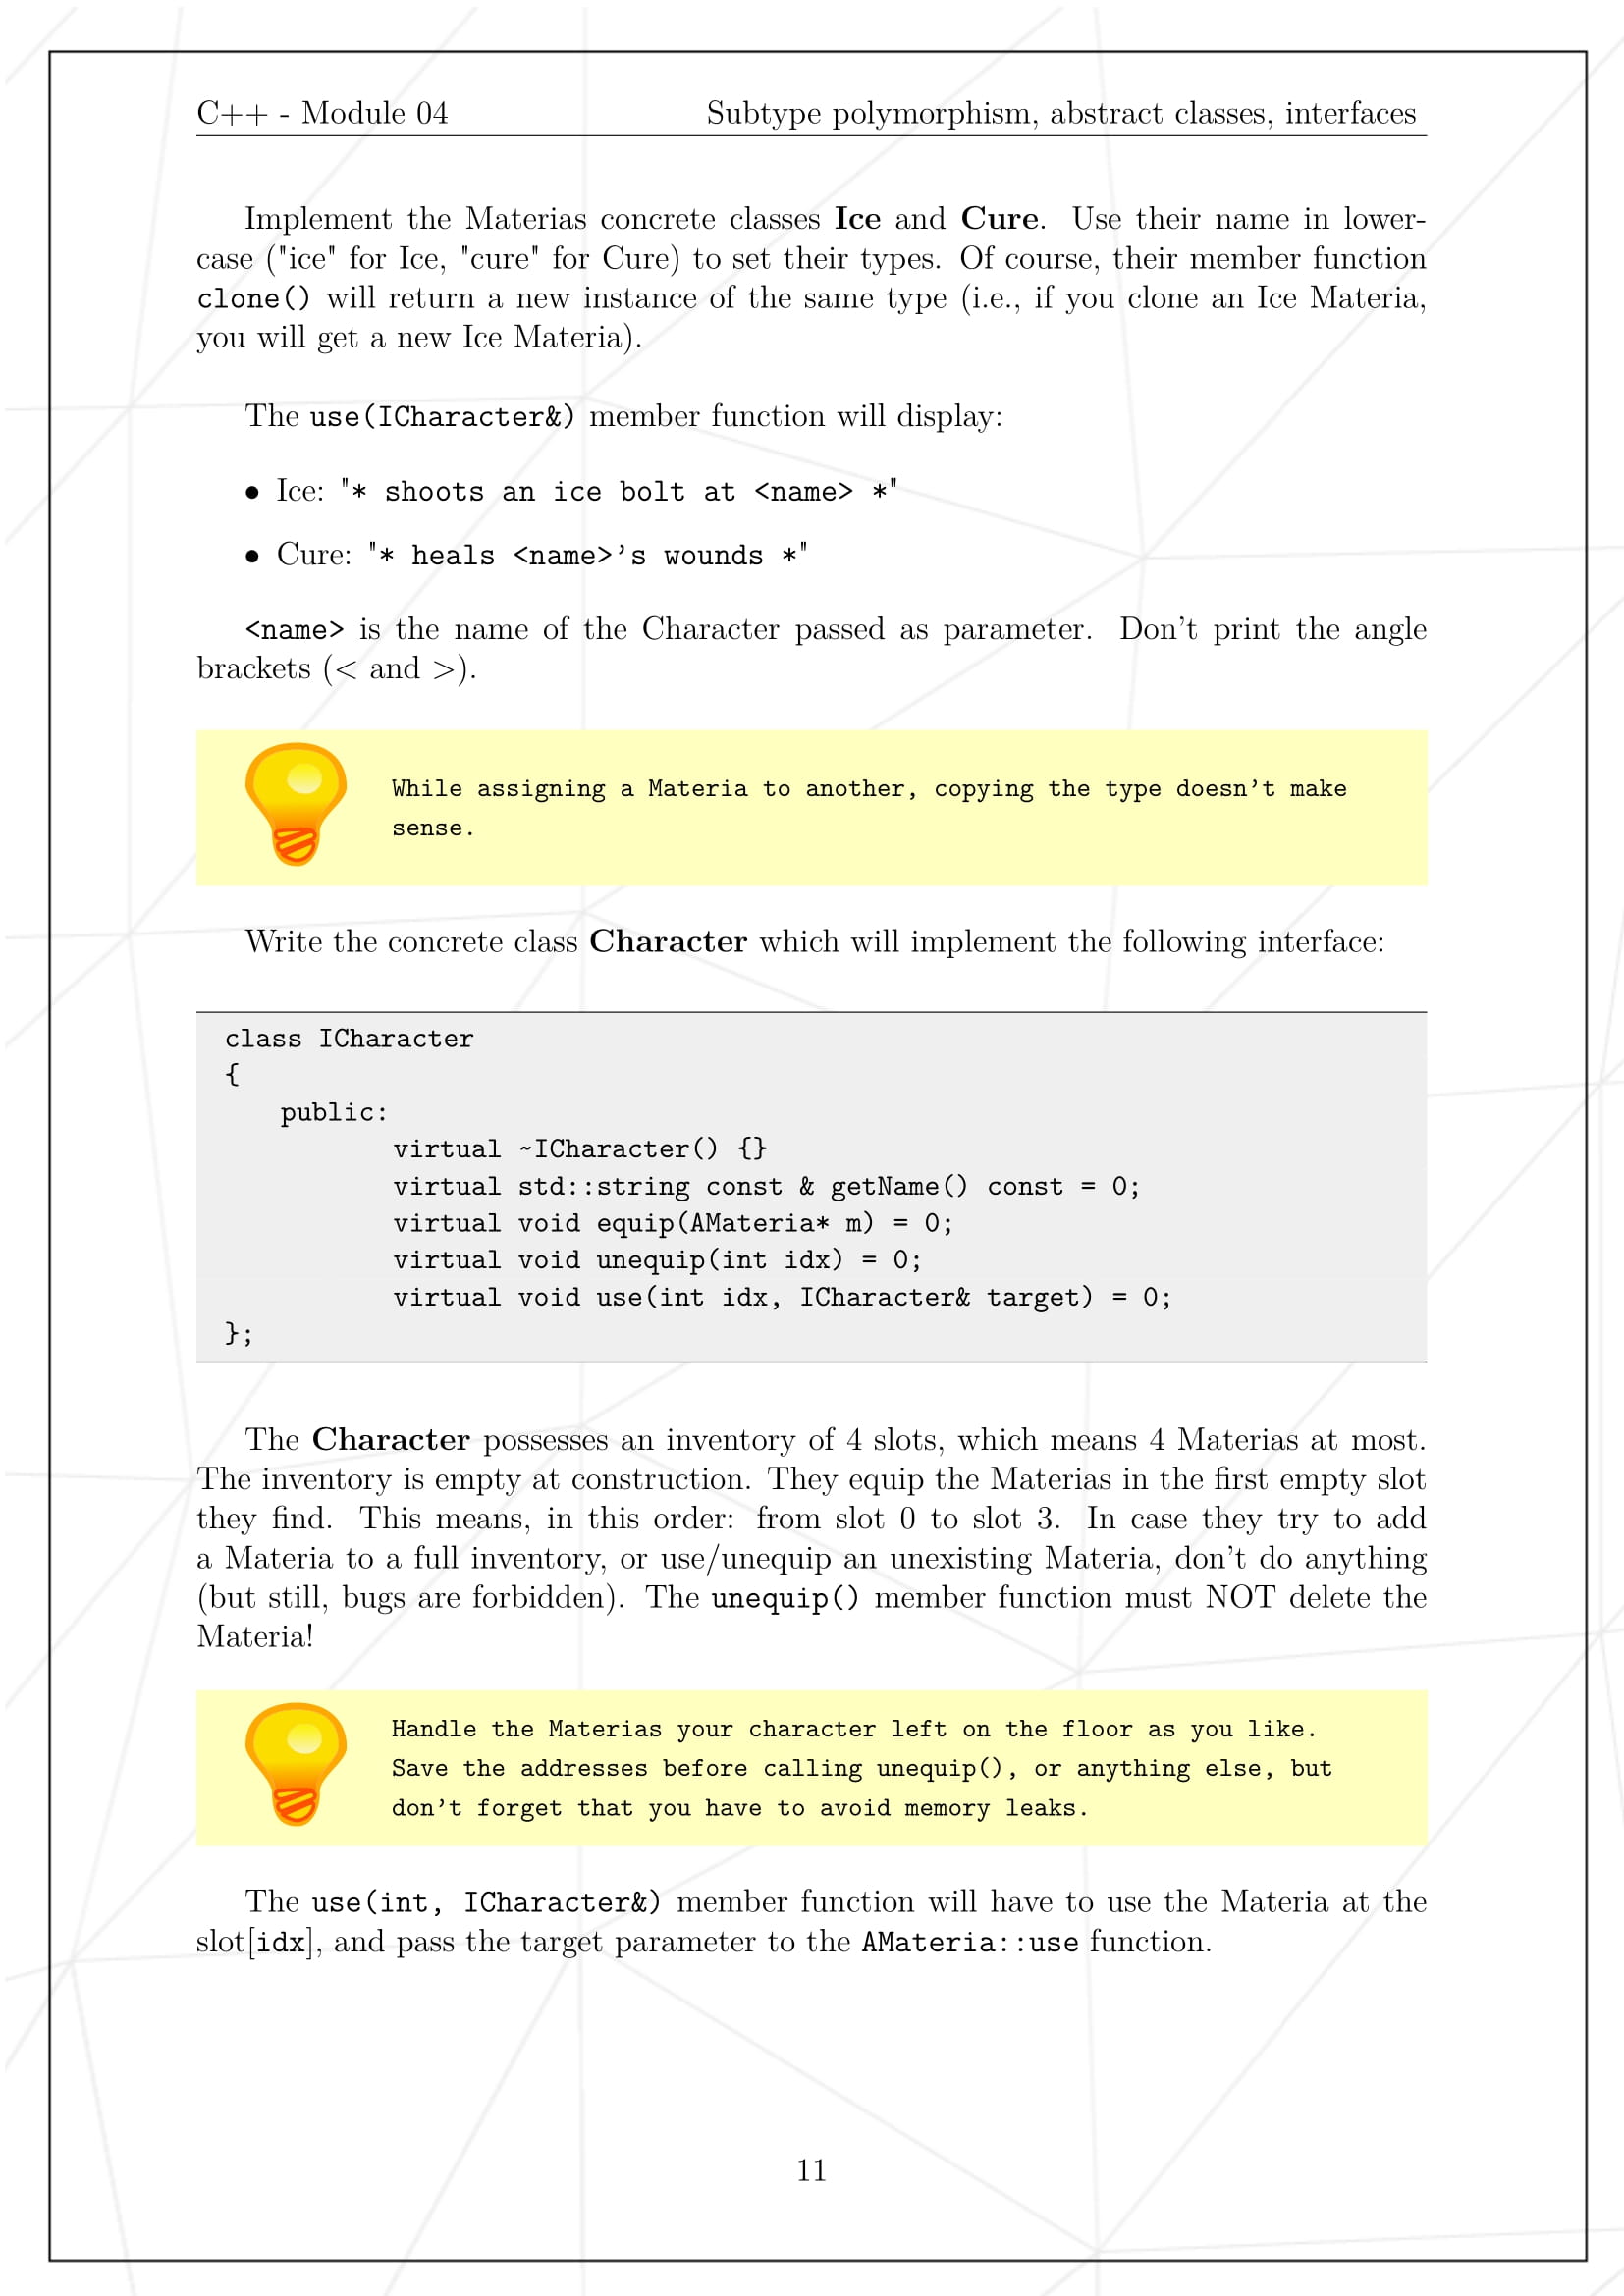 C++ - Module 04 Subtype polymorphism, abstract classes, interfaces
Implement the Materias concrete classes Ice and Cure. Use their name in lower-
case ("ice" for Ice, "cure" for Cure) to set their types. Of course, their member function
clone() will return a new instance of the same type (i.e., if you clone an Ice Materia,
you will get a new Ice Materia).
The use(ICharacter&) member function will display:
• Ice: "* shoots an ice bolt at <name> *"
• Cure: "* heals <name>'s wounds *"
<name> is the name of the Character passed as parameter. Don't print the angle
brackets (< and >).
While assigning a Materia to another, copying the type doesn't make
sense.
Write the concrete class Character which will implement the following interface:
class ICharacter
{
public:
virtual ~ICharacter() {}
virtual std::string const & getName() const = 0;
virtual void equip(AMateria* m) = 0;
virtual void unequip(int idx) = 0;
virtual void use(int idx, ICharacter& target) = 0;
};
The Character possesses an inventory of 4 slots, which means 4 Materias at most.
The inventory is empty at construction. They equip the Materias in the first empty slot
they find. This means, in this order: from slot 0 to slot 3. In case they try to add
a Materia to a full inventory, or use/unequip an unexisting Materia, don't do anything
(but still, bugs are forbidden). The unequip() member function must NOT delete the
Materia!
Handle the Materias your character left on the floor as you like.
Save the addresses before calling unequip(), or anything else, but
don't forget that you have to avoid memory leaks.
The use(int, ICharacter&) member function will have to use the Materia at the
slot[idx], and pass the target parameter to the AMateria::use function.
11